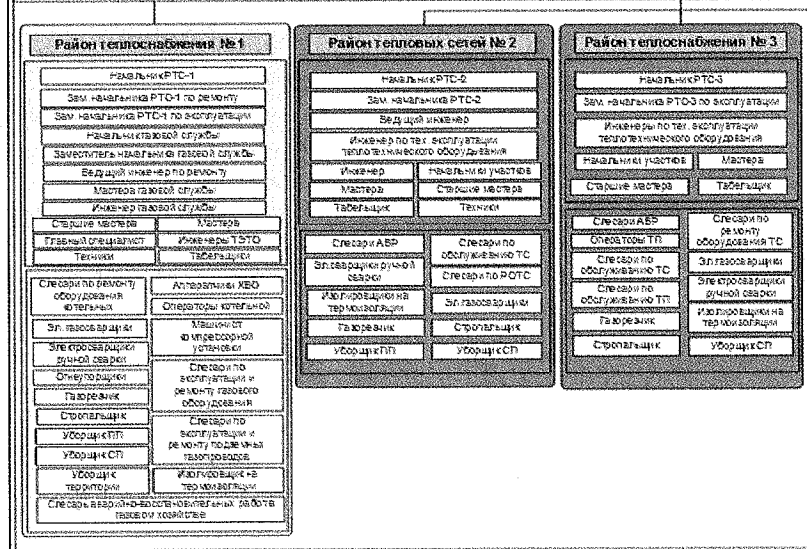 Район теплоснабжения № 1
Начальник РТС-1
Зам. начальника РТС-1 по ремонту
Зам. начальника РТС-1 по эксплуатации
Начальник газовой службы
Заместитель начальника газовой службы
Ведущий инженер по ремонту
Мастера газовой службы
Инженер газовой службы
Старшие мастера
Мастера
Главный специалист
Инженеры ТЭТО
Техники
Табельщики
Слесари по ремонту
оборудования
котельных
Эл. газосварщики
Электросварщики
ручной сварки
Огнеупорщики
Газорезчик
Стропальщик
Уборщик ПП
Уборщик СП
Уборщик
территории
Аппаратчики ХВО
Операторы котельной
Машинист
компрессорной
установки
Слесари по
эксплуатации и
ремонту газового
оборудования
Слесари по
эксплуатации и
ремонту подземных
газопроводов
Изолировщик на
термоизоляции
Слесарь аварийно-восстановительных работ в
газовом хозяйстве
Район тепловых сетей № 2
Начальник РТС-2
Зам. начальника РТС-2
Ведущий инженер
Инженер по тех. эксплуатации
теплотехнического оборудования
Инженер
Начальники участков
Мастера
Старшие мастера
Табельщик
Техники
Слесари АВР
Эл.сварщики ручной
сварки
Изолировщики на
термоизоляции
Газорезчик
Уборщик ПП
Слесари по
обслуживанию ТС
Слесари по РОТС
Эл.газосварщики
Стропальщик
Уборщик СП
Район теплоснабжения № 3
Начальник РТС-3
Зам. начальника РТС-3 по эксплуатации
Инженеры по тех. эксплуатации
теплотехнического оборудования
Начальники участков
Мастера
Старшие мастера
Табельщик
Слесари АВР
Операторы ТП
Слесари по
обслуживанию ТС
Слесари по
обслуживанию ТП
Газорезчик
Стропальщик
Слесари по
ремонту
оборудования ТС
Эл.газосварщики
Электросварщики
ручной сварки
Изолировщики на
термоизоляции
Уборщик СП